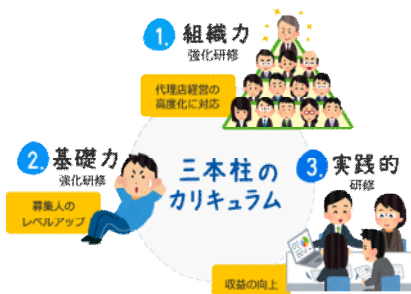 1. 組織力
強化研修
代理店経営の
高度化に対応
2. 基礎力
強化研修
募集人の
レベルアップ
三本柱の
カリキュラム
3. 実践的
研修
収益の向上